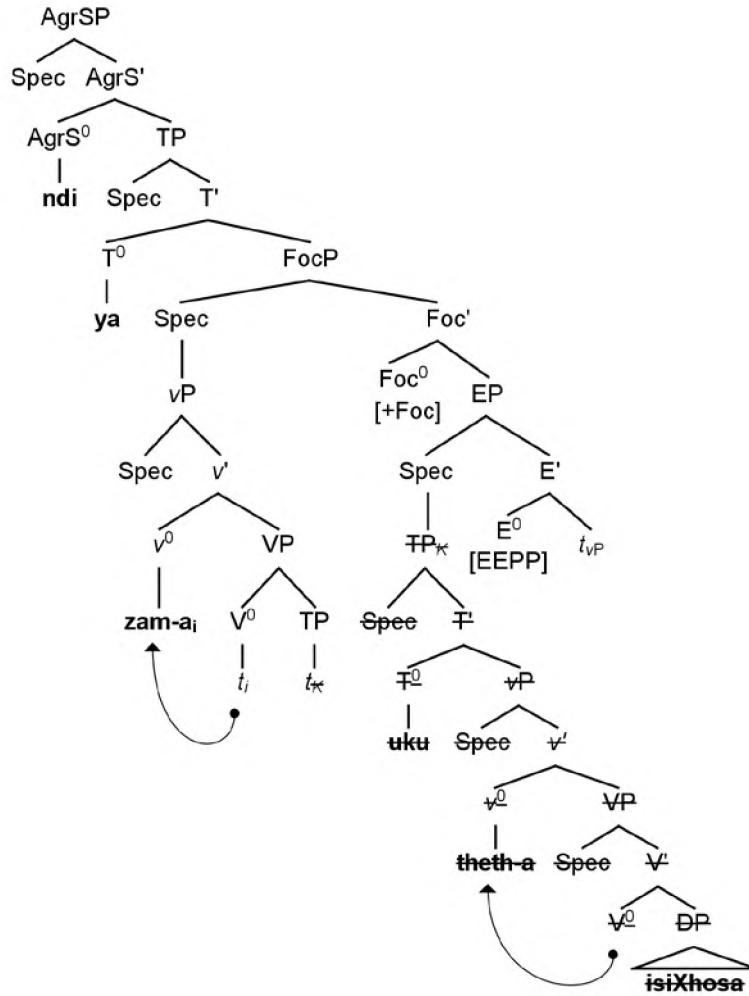 AgrSP
Spec AgrS'
AgrS⁰ TP
ndi Spec T'
T⁰ FocP
ya Spec Foc'
vP Foc⁰ EP
[+Foc]
Spec v' Spec E'
v⁰ VP TPₖ E⁰ tᵥP
[EEPP]
zam-aᵢ V⁰ TP Spec T'
tᵢ tₖ T⁰ vP
uku Spec v'
v⁰ VP
theth-a Spec V'
V⁰ DP
isiXhosa